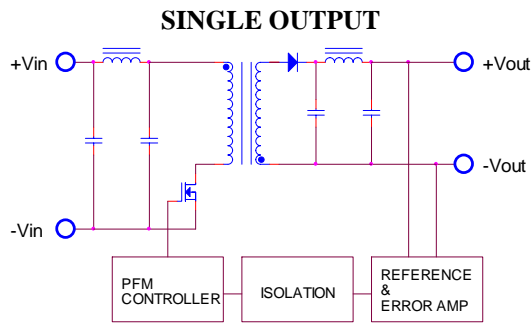 SINGLE OUTPUT
+Vin
+Vout
-Vout
-Vin
PFM
CONTROLLER
ISOLATION
REFERENCE
&
ERROR AMP